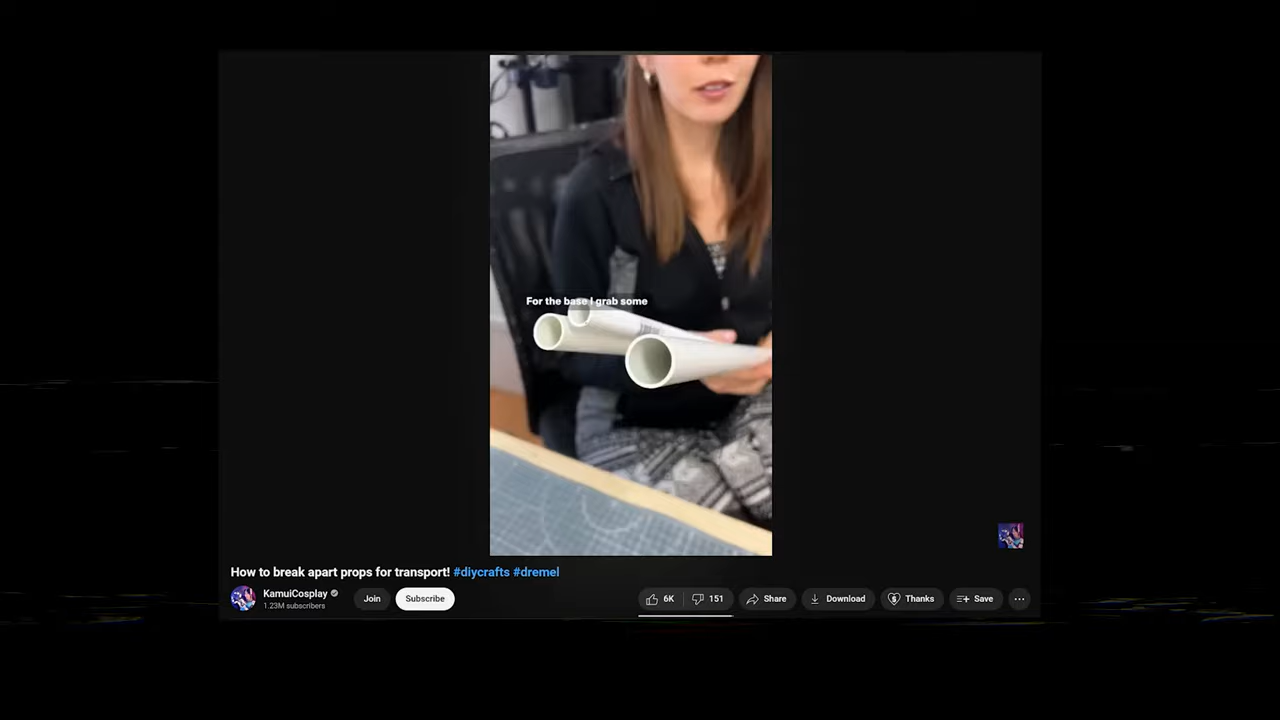 For the base I grab some
How to break apart props for transport! #diycrafts #dremel
KamuiCosplay
1.23M subscribers
Join
Subscribe
6K
151
Share
Download
Thanks
Save